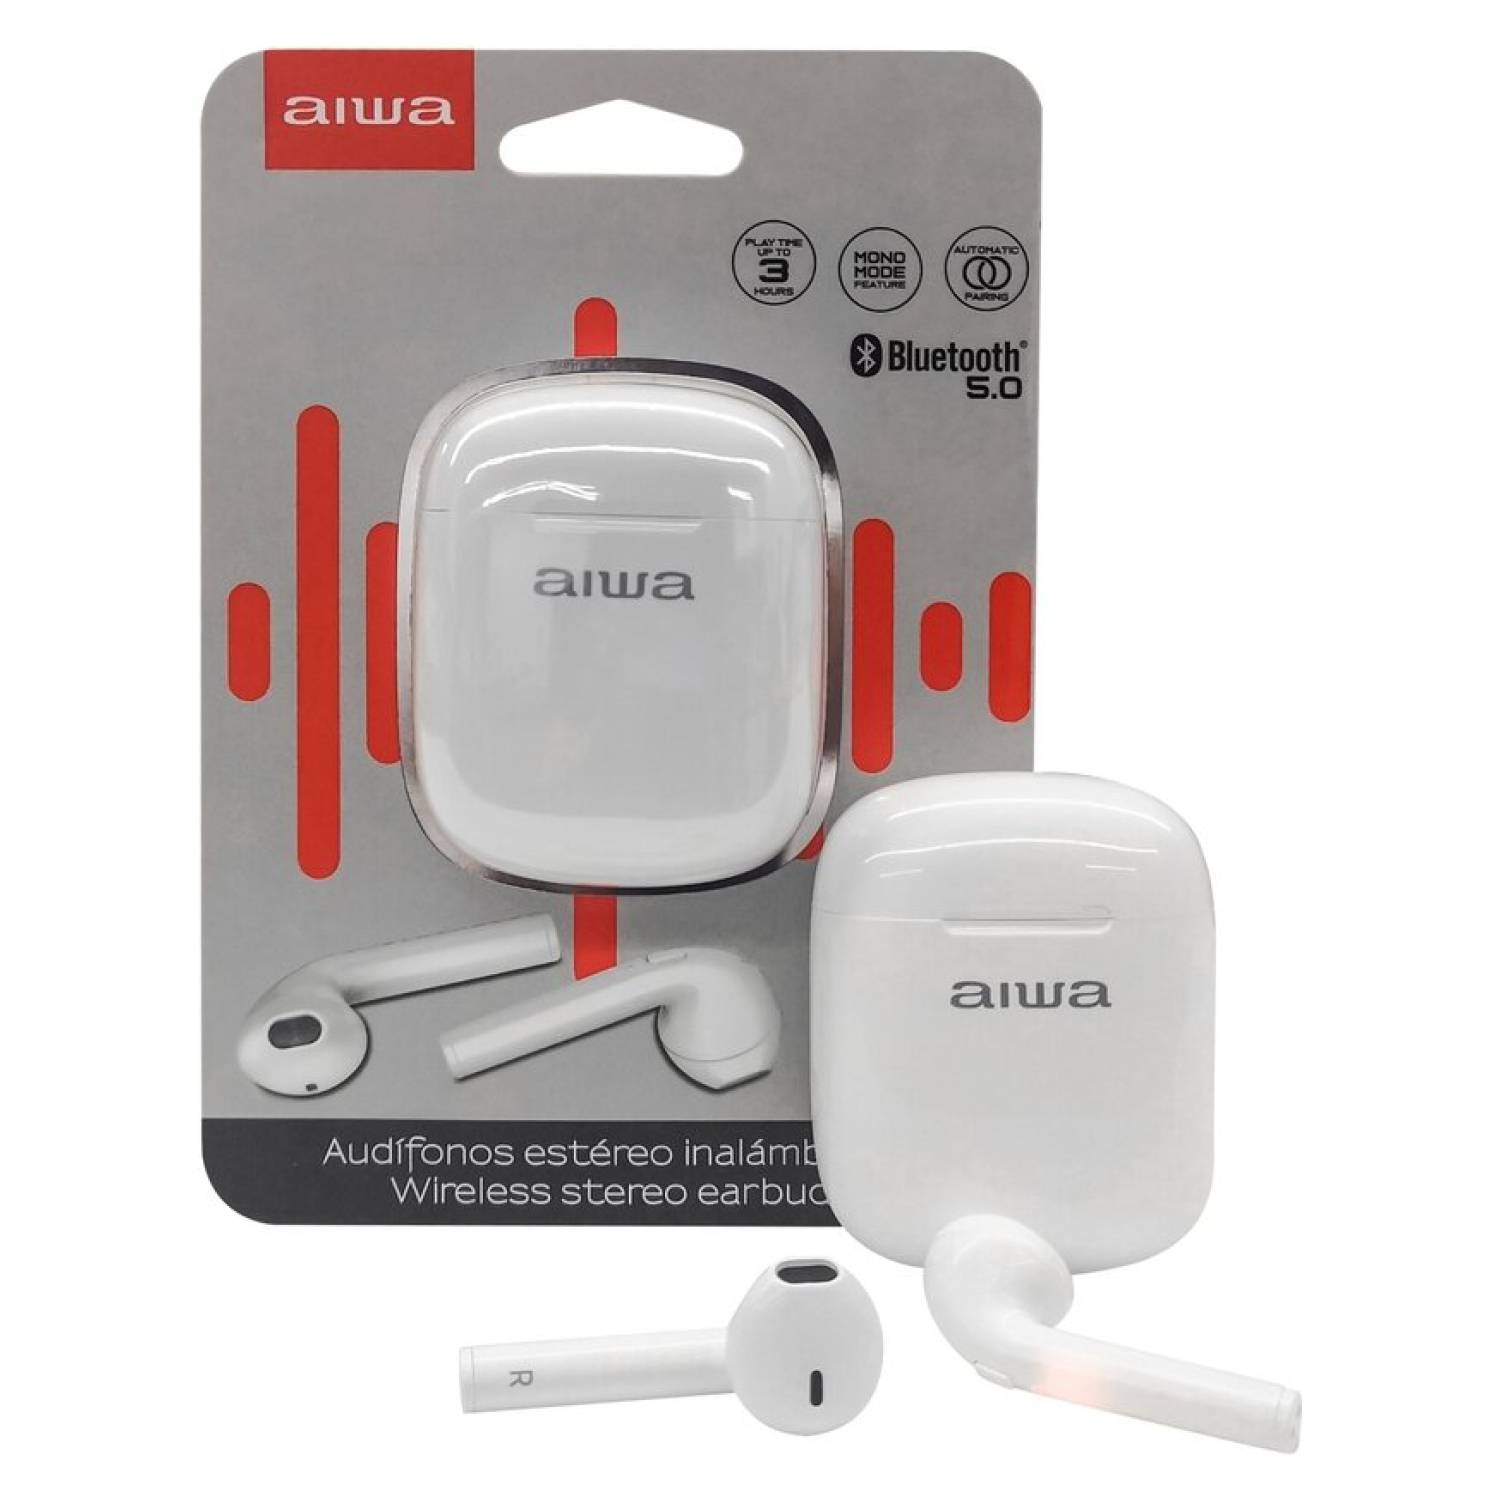 aiwa
PLAY TIME
UP TO
3
HOURS
MONO
MODE
FEATURE
AUTOMATIC
PAIRING
Bluetooth®
5.0
aiwa
aiwa
Audífonos estéreo inalámb
Wireless stereo earbud
R